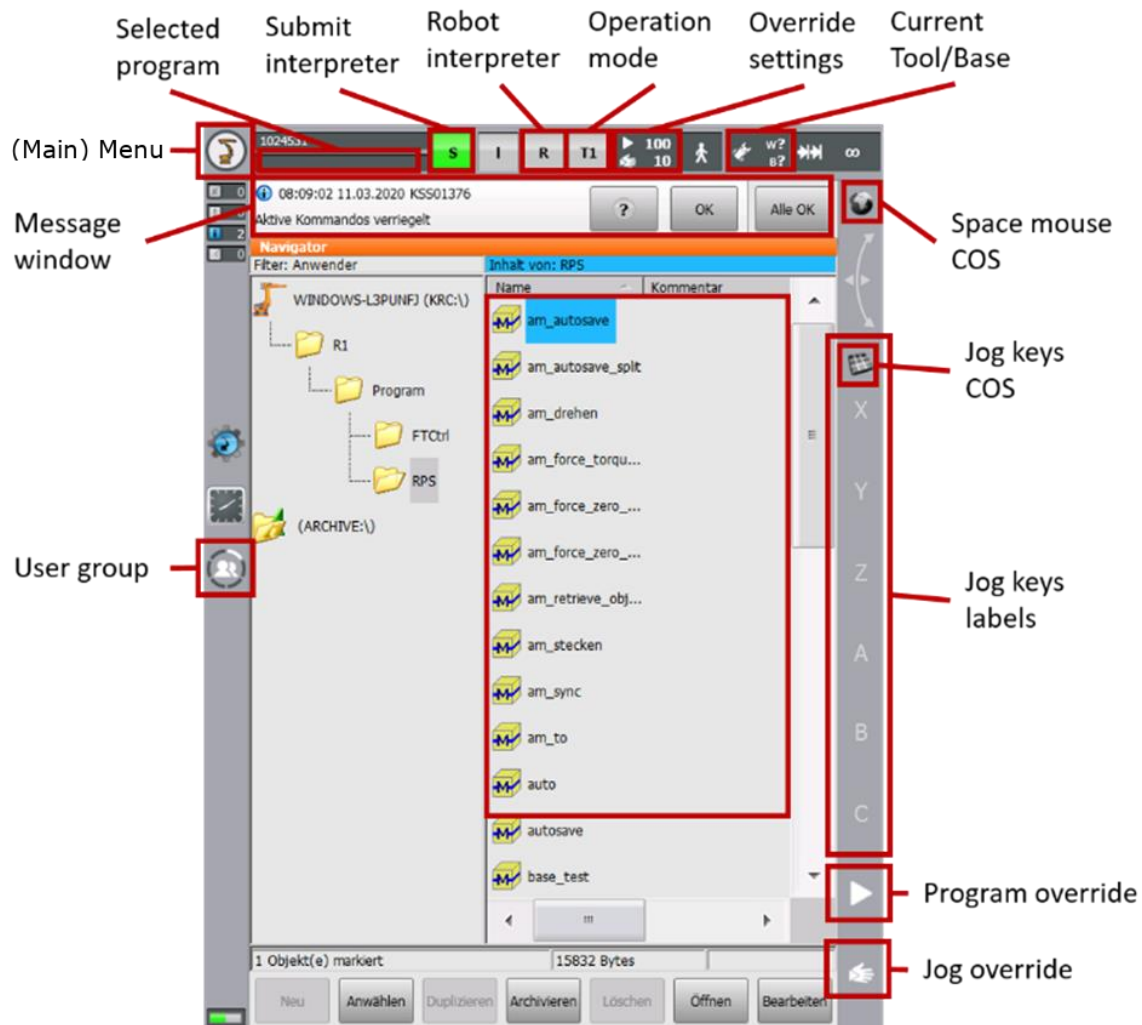 Selected program
Submit interpreter
Robot interpreter
Operation mode
Override settings
Current Tool/Base
(Main) Menu
S
I
R
T1
100
10
W?
B?
∞
0
2
0
08:09:02 11.03.2020 KSS01376
Aktive Kommandos verriegelt
?
OK
Alle OK
Message window
Space mouse COS
Navigator
Filter: Anwender
Inhalt von: RPS
Name
Kommentar
WINDOWS-L3PUNFJ (KRC:\)
R1
Program
FTCtrl
RPS
(ARCHIVE:\)
am_autosave
am_autosave_split
am_drehen
am_force_torqu...
am_force_zero_...
am_force_zero_...
am_retrieve_obj...
am_stecken
am_sync
am_to
auto
autosave
base_test
Jog keys COS
X
Y
Z
A
B
C
Jog keys labels
User group
Program override
Jog override
1 Objekt(e) markiert
15832 Bytes
Neu
Anwählen
Duplizieren
Archivieren
Löschen
Öffnen
Bearbeiten